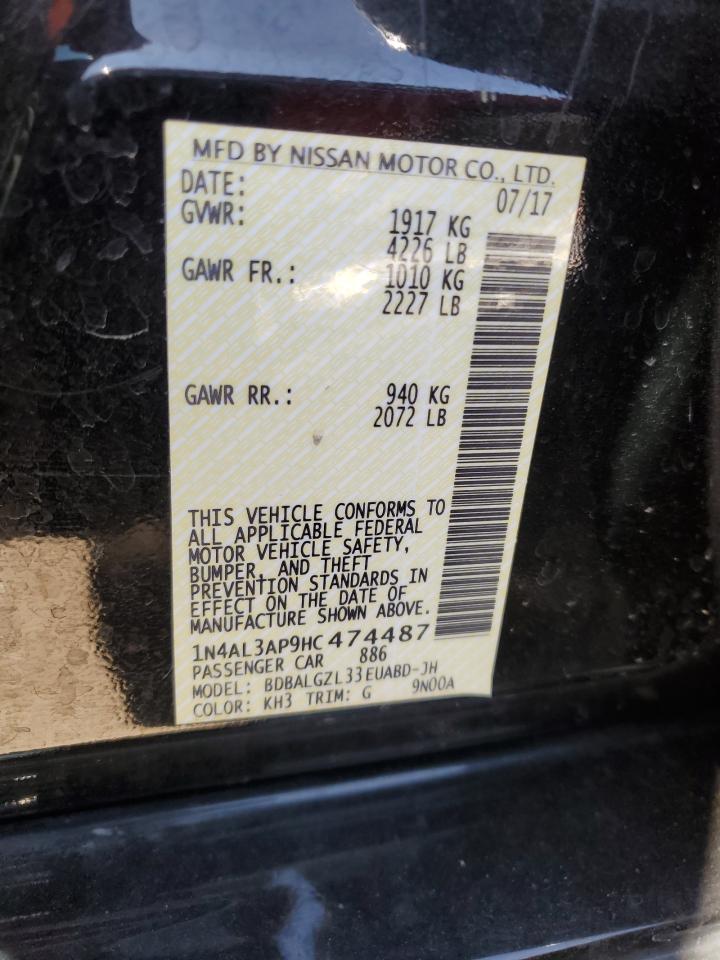 MFD BY NISSAN MOTOR CO., LTD.
DATE: 07/17
GVWR: 1917 KG
4226 LB
GAWR FR.: 1010 KG
2227 LB
GAWR RR.: 940 KG
2072 LB
THIS VEHICLE CONFORMS TO
ALL APPLICABLE FEDERAL
MOTOR VEHICLE SAFETY,
BUMPER, AND THEFT
PREVENTION STANDARDS IN
EFFECT ON THE DATE OF
MANUFACTURE SHOWN ABOVE.
1N4AL3AP9HC474487
PASSENGER CAR 886
MODEL: BDBALGZL33EUABD-JH
COLOR: KH3 TRIM: G 9N00A